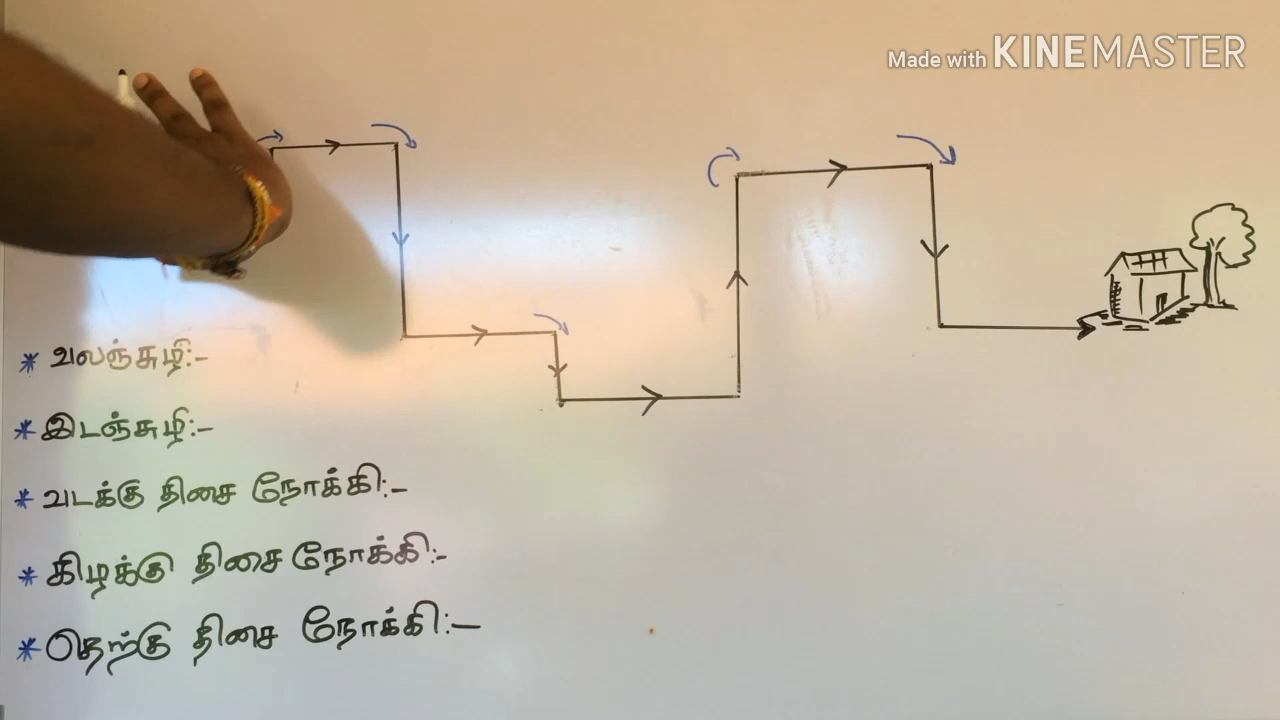 Made with KINEMASTER
* வலஞ்சுழி:-
* இடஞ்சுழி:-
* வடக்கு திசை நோக்கி:-
* கிழக்கு திசை நோக்கி:-
* தெற்கு திசை நோக்கி:-